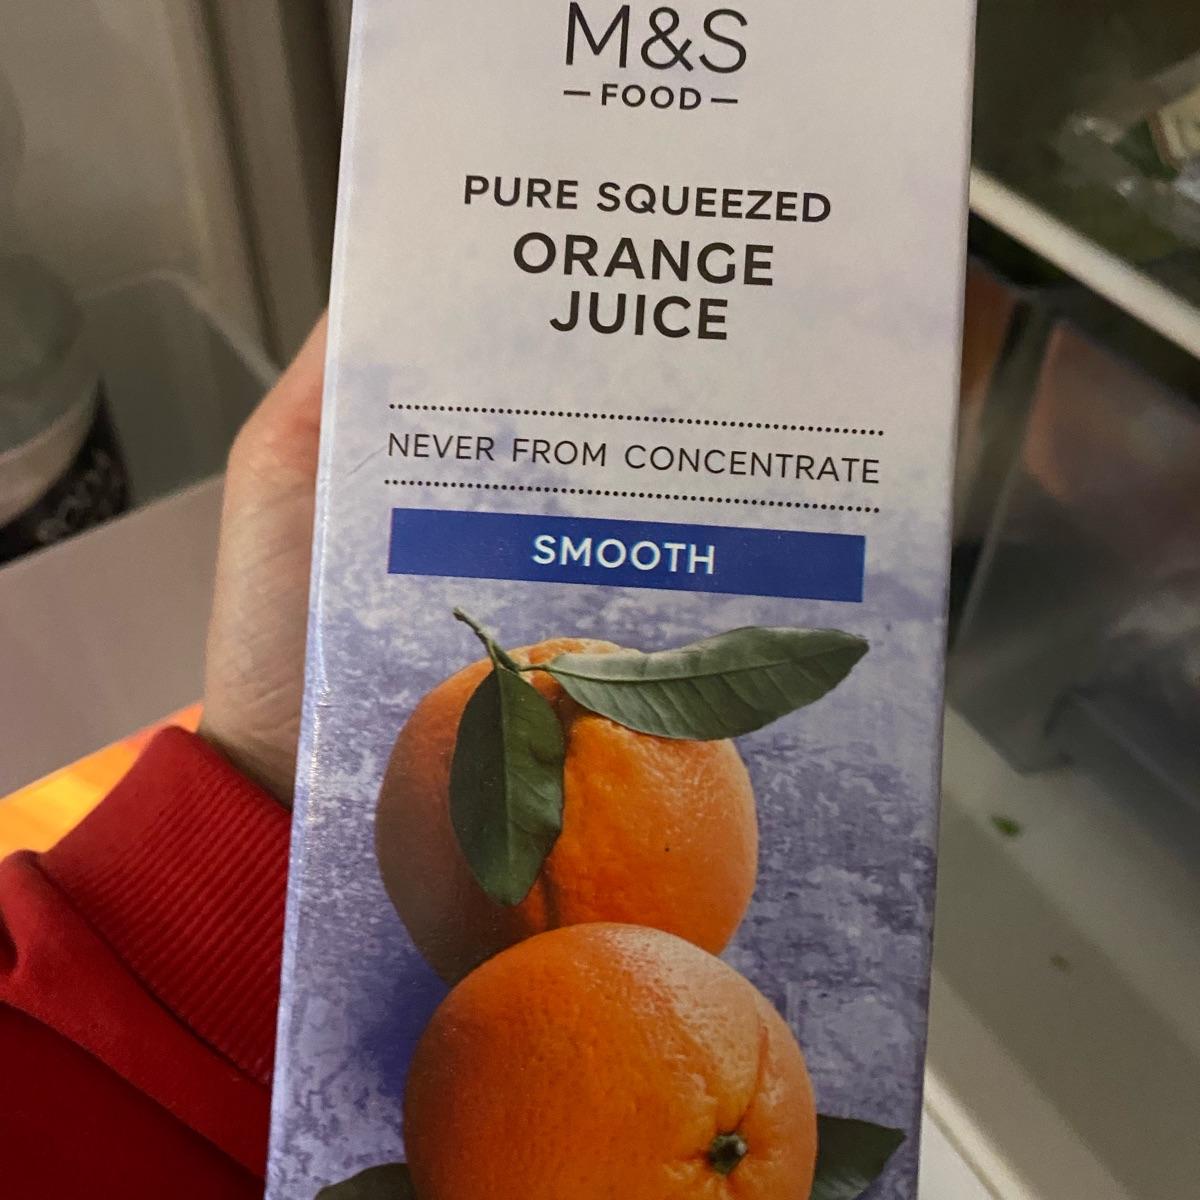 M&S
FOOD
PURE SQUEEZED
ORANGE
JUICE
NEVER FROM CONCENTRATE
SMOOTH